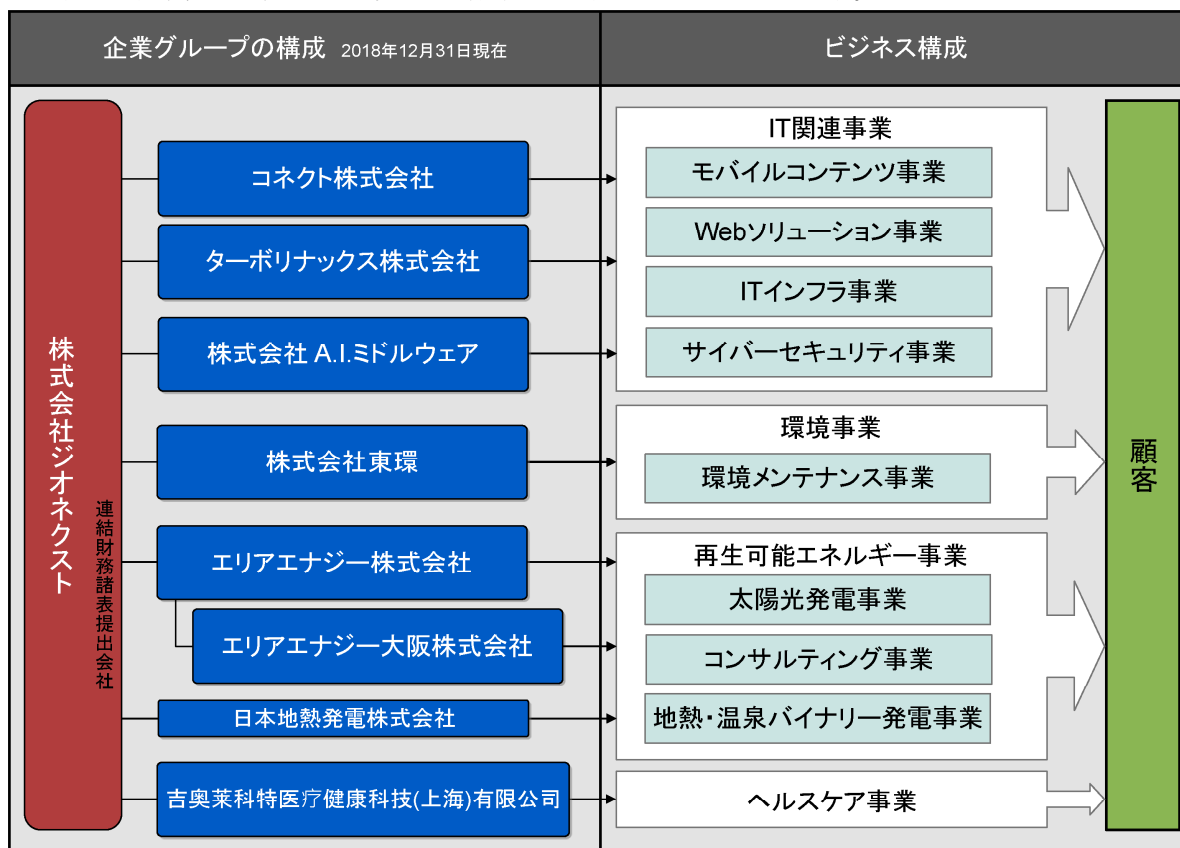 企業グループの構成 2018年12月31日現在
ビジネス構成
株式会社ジオネクスト
連結財務諸表提出会社
コネクト株式会社
ターボリナックス株式会社
株式会社 A.I.ミドルウェア
株式会社東環
エリアエナジー株式会社
エリアエナジー大阪株式会社
日本地熱発電株式会社
吉奥莱科特医疗健康科技(上海)有限公司
IT関連事業
モバイルコンテンツ事業
Webソリューション事業
ITインフラ事業
サイバーセキュリティ事業
環境事業
環境メンテナンス事業
再生可能エネルギー事業
太陽光発電事業
コンサルティング事業
地熱・温泉バイナリー発電事業
ヘルスケア事業
顧客